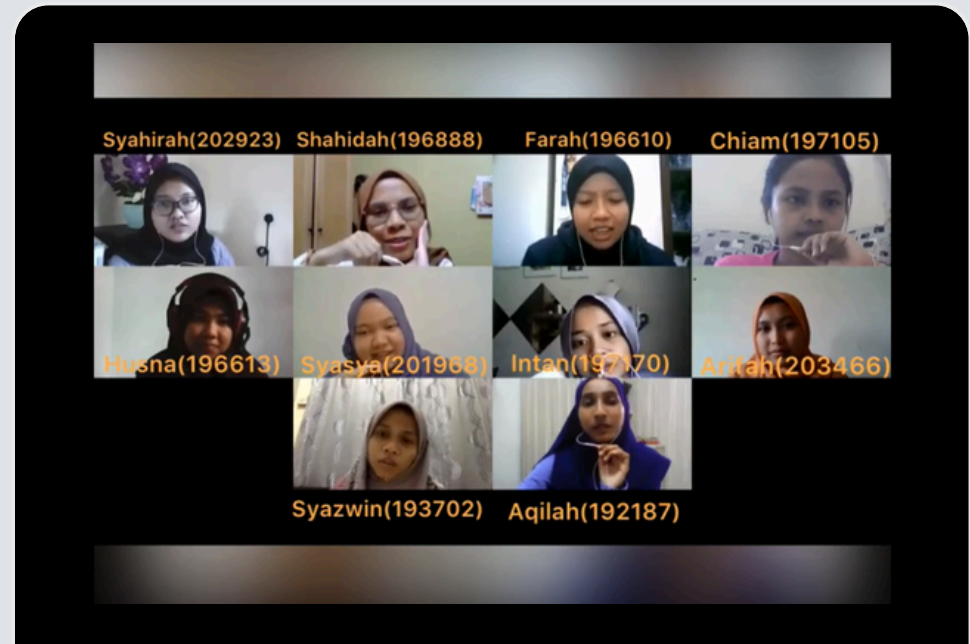 Syahirah(202923) Shahidah(196888) Farah(196610) Chiam(197105)
Husna(196613) Syasya(201968) Intan(197170) Arifah(203466)
Syazwin(193702) Aqilah(192187)